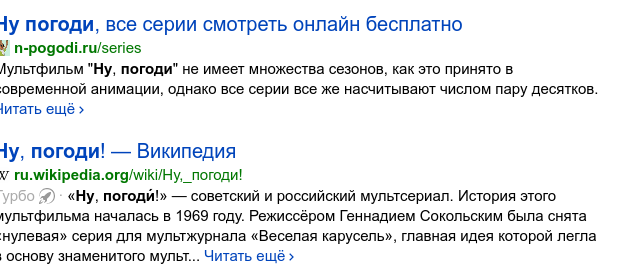 Ну погоди, все серии смотреть онлайн бесплатно
n-pogodi.ru/series
Мультфильм "Ну, погоди" не имеет множества сезонов, как это принято в
современной анимации, однако все серии все же насчитывают числом пару десятков.
Читать ещё ›
Ну, погоди! — Википедия
W ru.wikipedia.org/wiki/Ну,_погоди!
Турбо · «Ну, погоди́!» — советский и российский мультсериал. История этого
мультфильма началась в 1969 году. Режиссёром Геннадием Сокольским была снята
«нулевая» серия для мультжурнала «Веселая карусель», главная идея которой легла
в основу знаменитого мульт... Читать ещё ›